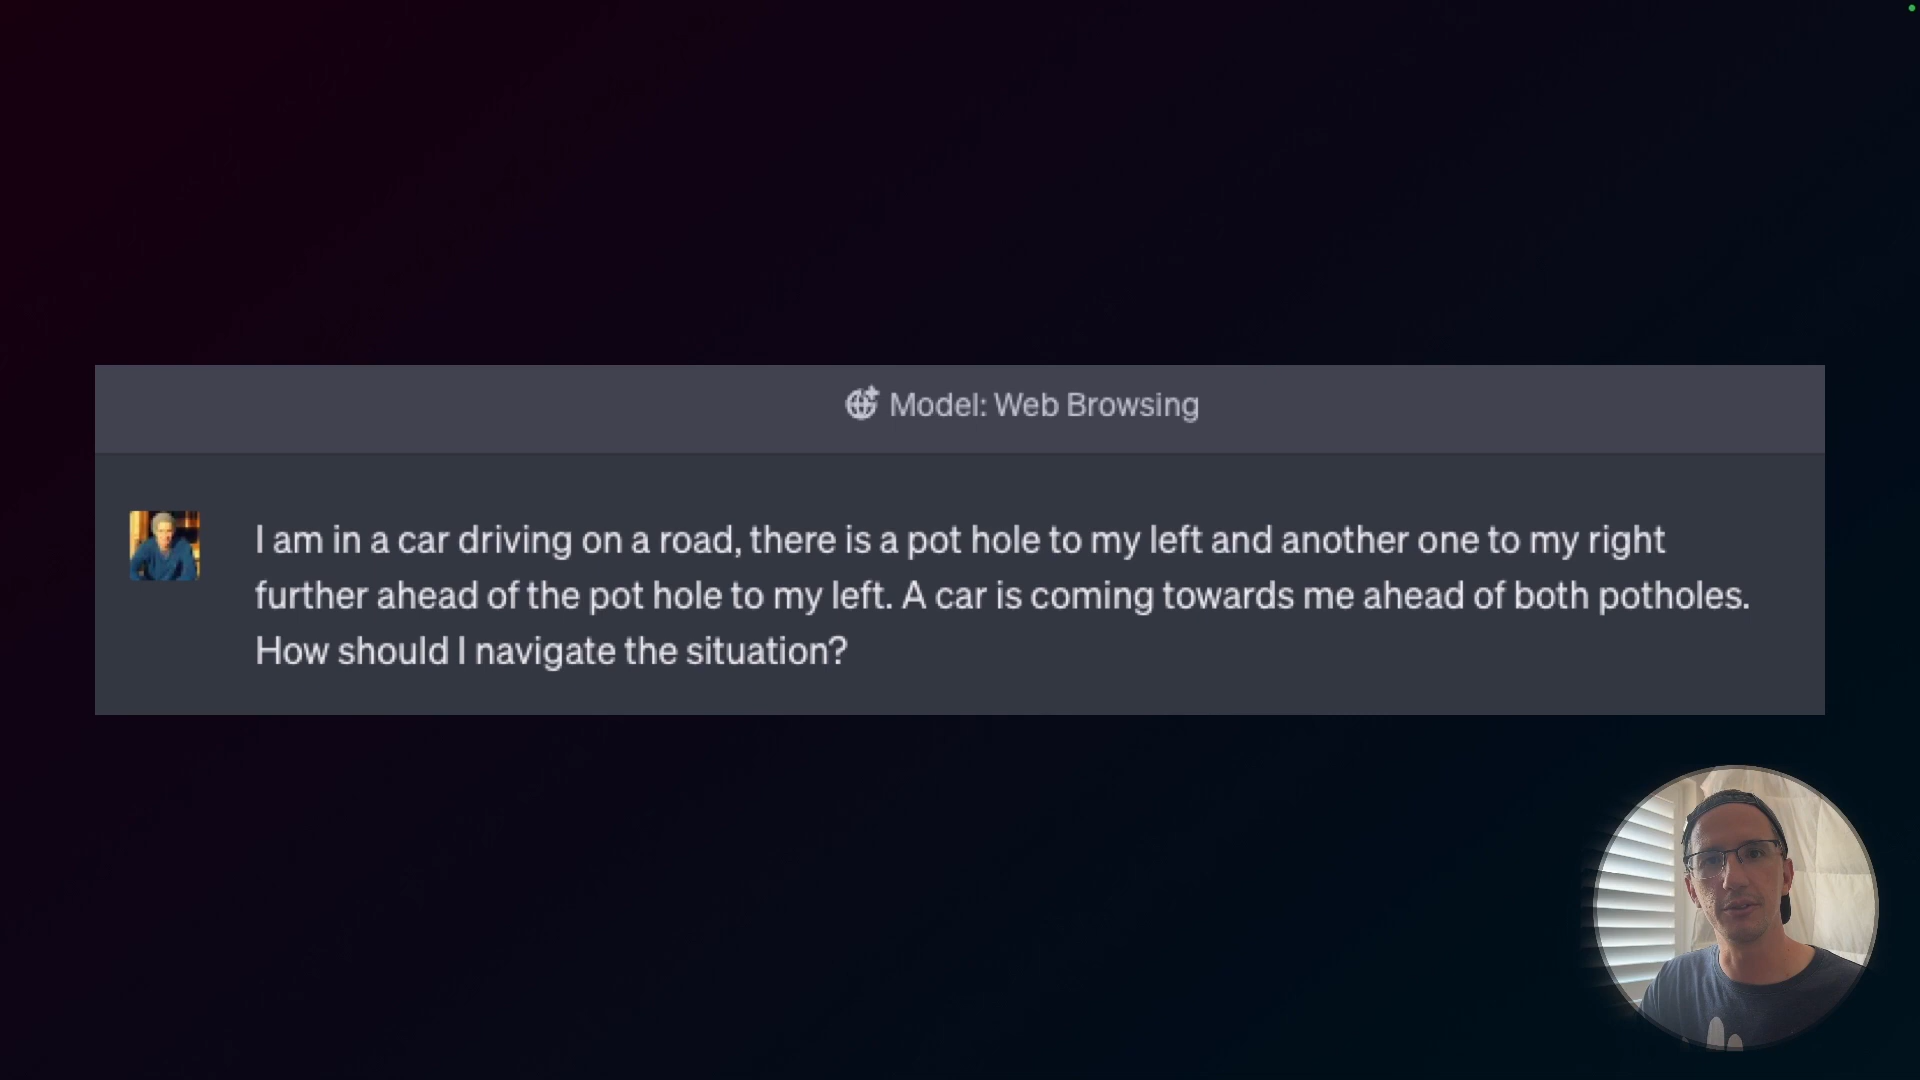 Model: Web Browsing
I am in a car driving on a road, there is a pot hole to my left and another one to my right
further ahead of the pot hole to my left. A car is coming towards me ahead of both potholes.
How should I navigate the situation?